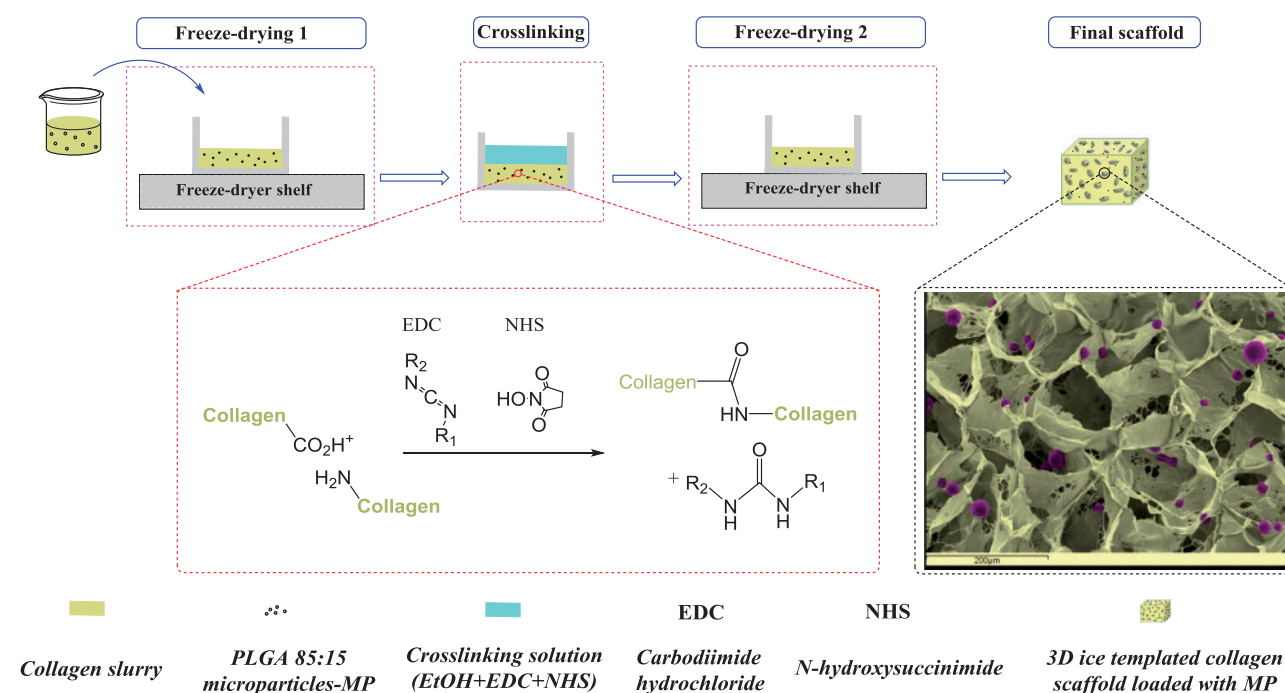 Freeze-drying 1
Crosslinking
Freeze-drying 2
Final scaffold
Freeze-dryer shelf
Freeze-dryer shelf
EDC
NHS
R2
N
C
N
R1
O
HO
N
O
Collagen
CO2H+
H2N
Collagen
O
Collagen
HN
Collagen
+
O
R2
N
H
N
H
R1
200µm
EDC
NHS
Collagen slurry
PLGA 85:15
microparticles-MP
Crosslinking solution
(EtOH+EDC+NHS)
Carbodiimide
hydrochloride
N-hydroxysuccinimide
3D ice templated collagen
scaffold loaded with MP